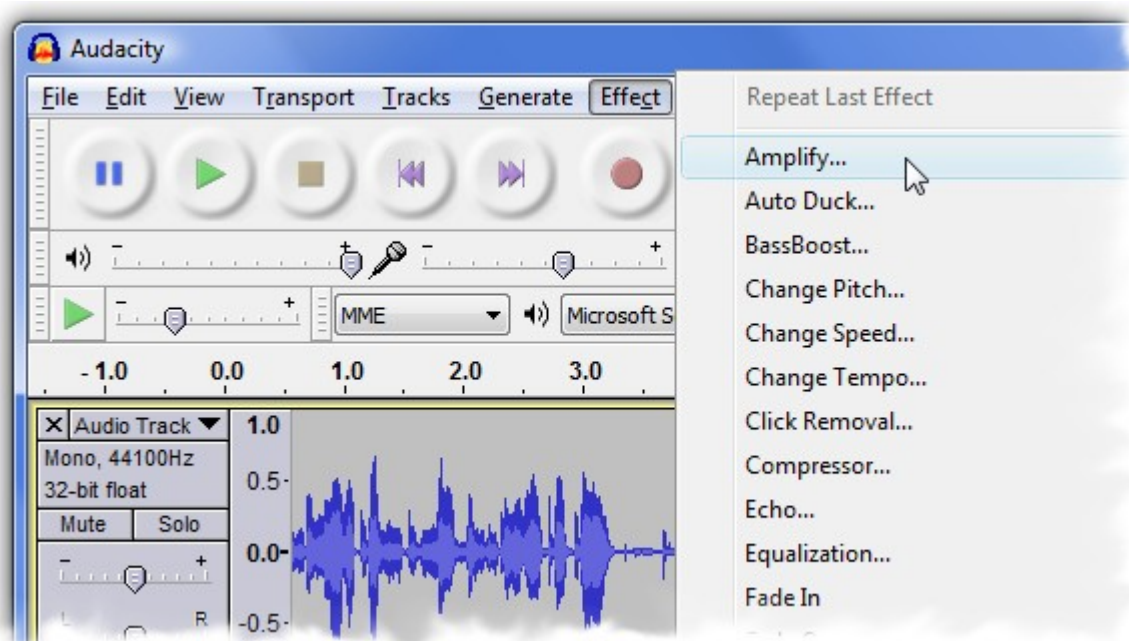 Audacity
File Edit View Transport Tracks Generate Effect
Repeat Last Effect
Amplify...
Auto Duck...
BassBoost...
Change Pitch...
Change Speed...
Change Tempo...
Click Removal...
Compressor...
Echo...
Equalization...
Fade In
- +
- +
- +
MME
Microsoft S
- 1.0 0.0 1.0 2.0 3.0
X Audio Track
Mono, 44100Hz
32-bit float
Mute Solo
- +
L R
1.0
0.5-
0.0-
-0.5-